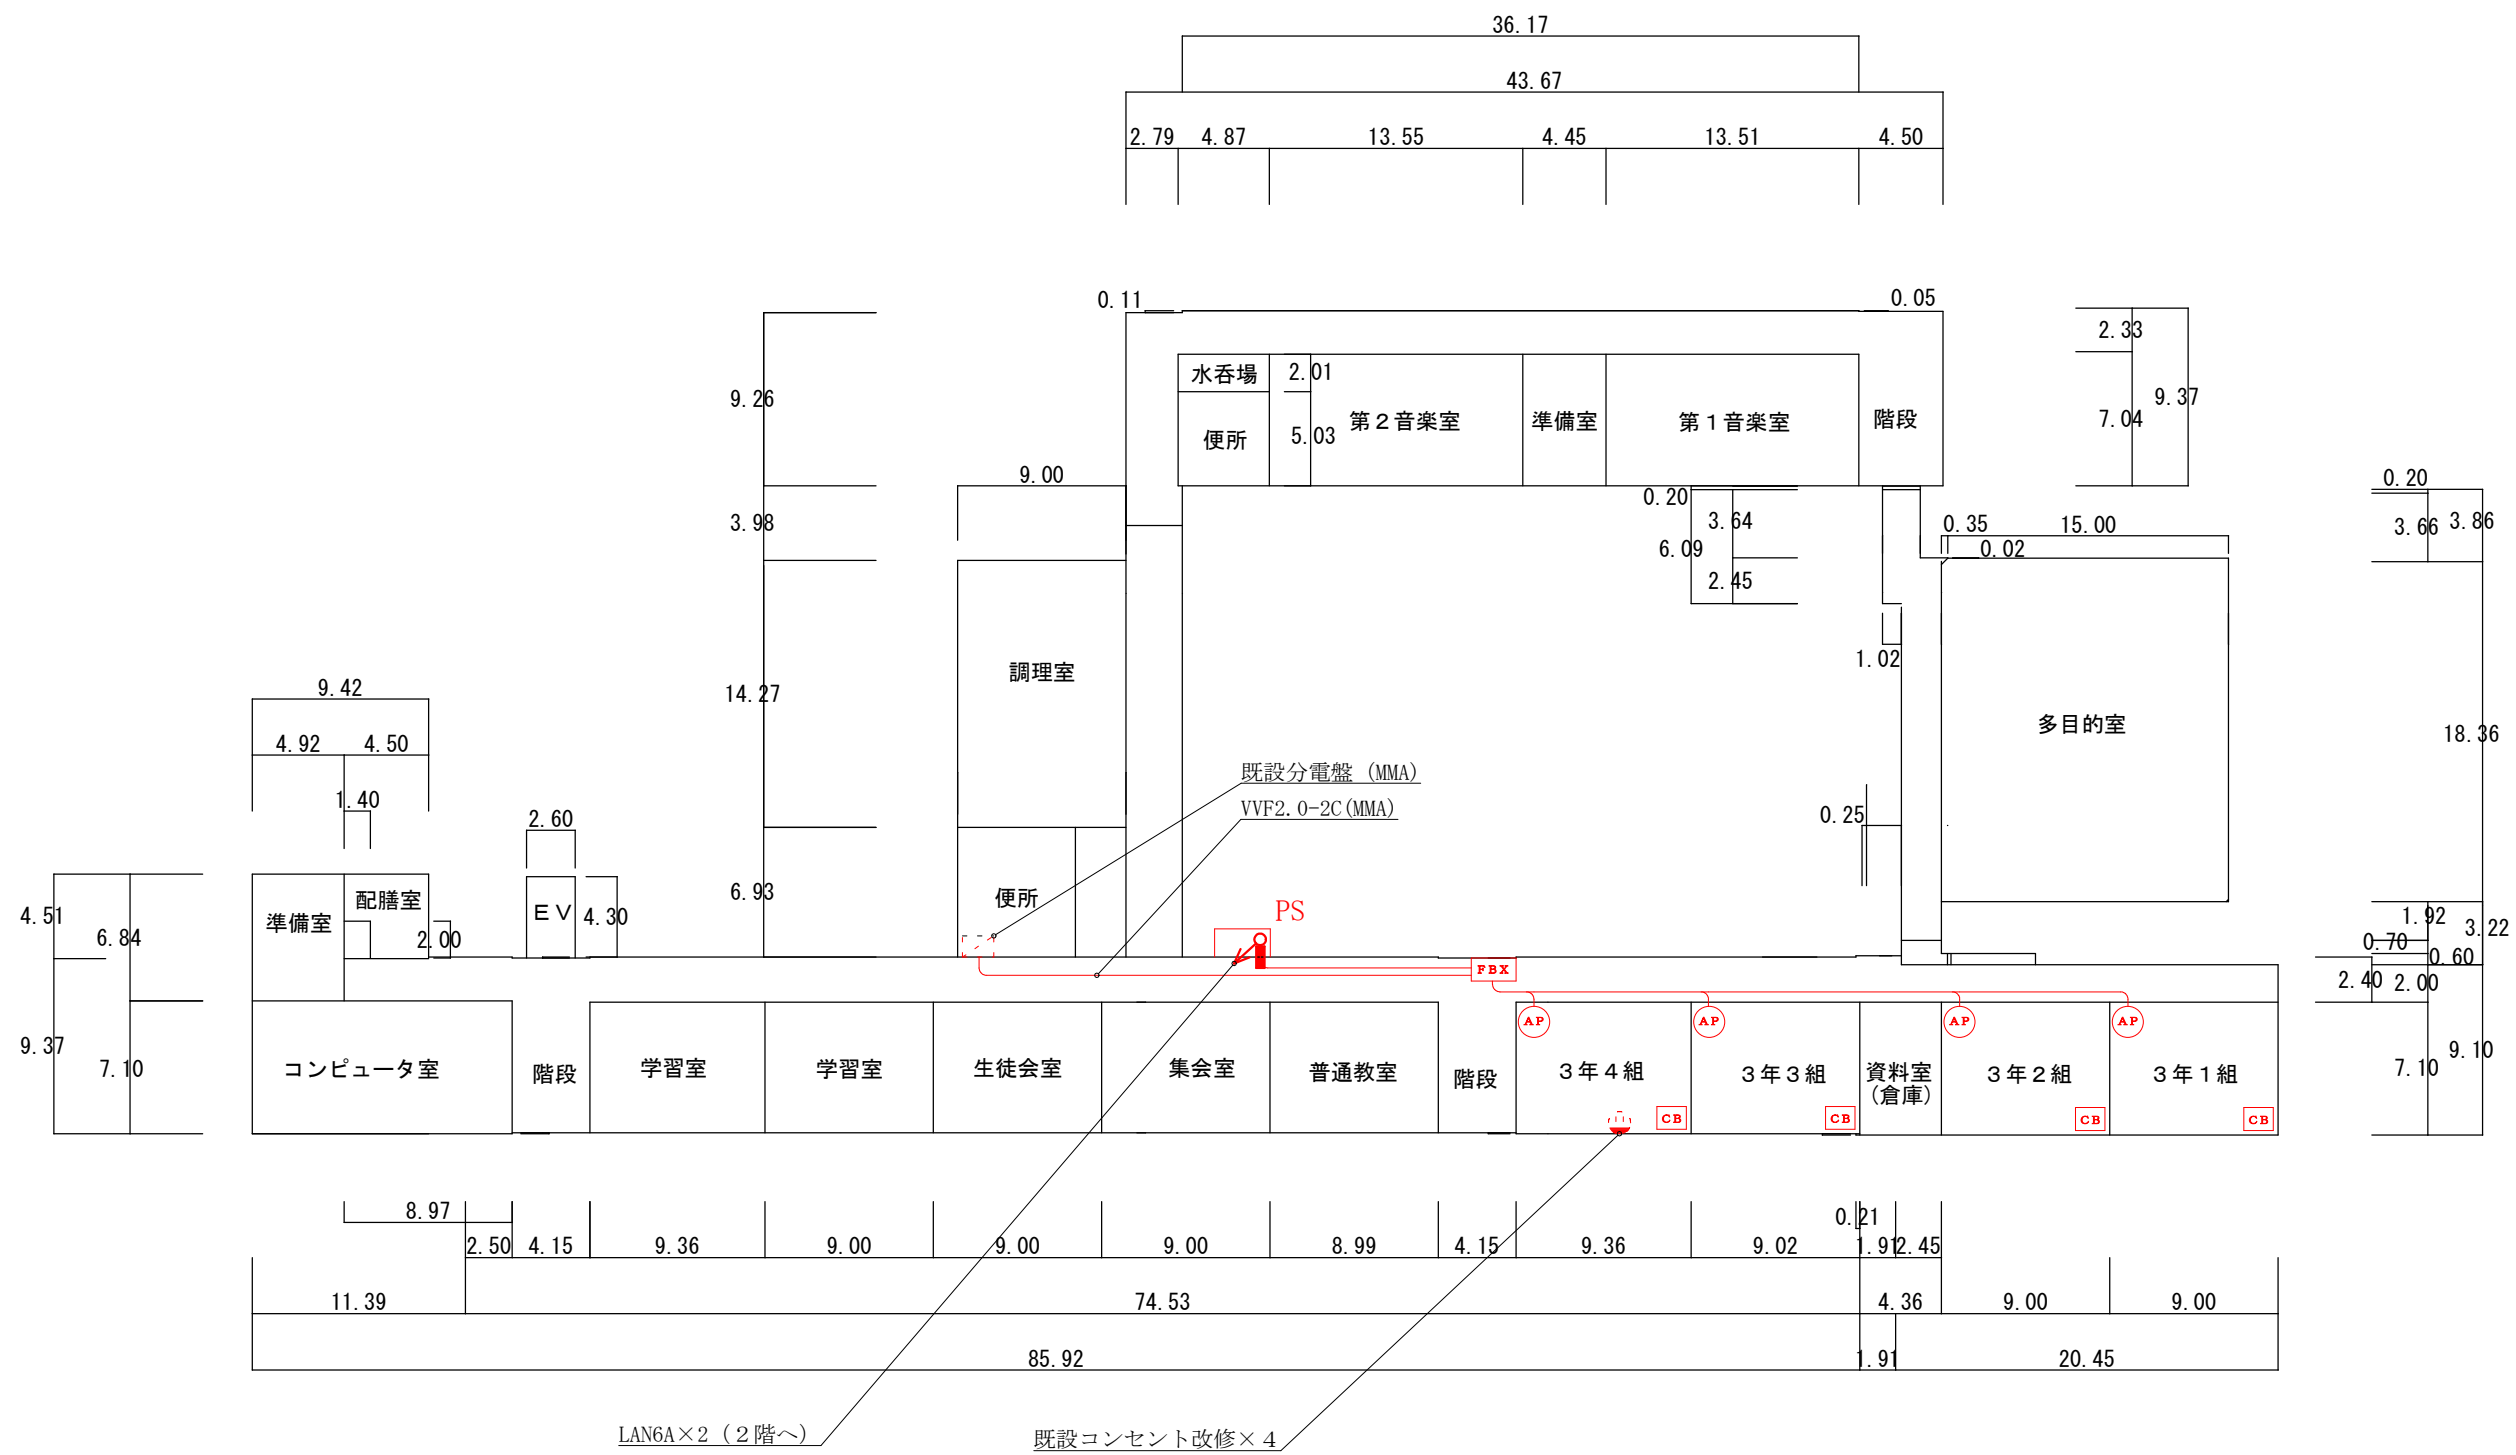 36.17
43.67
2.79 4.87 13.55 4.45 13.51 4.50
0.11 0.05
2.33
水呑場 2.01
9.26 9.37
第２音楽室 準備室 第１音楽室 階段 7.04
便所 5.03
9.00 0.20
0.20
3.98 3.64 0.35 15.00 3.66 3.86
6.09 0.02
2.45
1.02
調理室
9.42 14.27
多目的室
4.92 4.50 18.36
既設分電盤 (MMA)
1.40 VVF2.0-2C(MMA)
2.60 0.25
6.93
準備室 配膳室 ＥＶ 4.30 便所 PS
4.51 1.92
6.84 2.00 3.22
0.70
0.60
FBX 2.40 2.00
AP AP AP AP
9.37 9.10
7.10 コンピュータ室 階段 学習室 学習室 生徒会室 集会室 普通教室 階段 ３年４組 ３年３組 資料室 ３年２組 ３年１組 7.10
(倉庫)
CB CB CB CB
8.97 0.21
2.50 4.15 9.36 9.00 9.00 9.00 8.99 4.15 9.36 9.02 1.91 2.45
11.39 74.53 4.36 9.00 9.00
85.92 1.91 20.45
LAN6A×2（２階へ） 既設コンセント改修×４